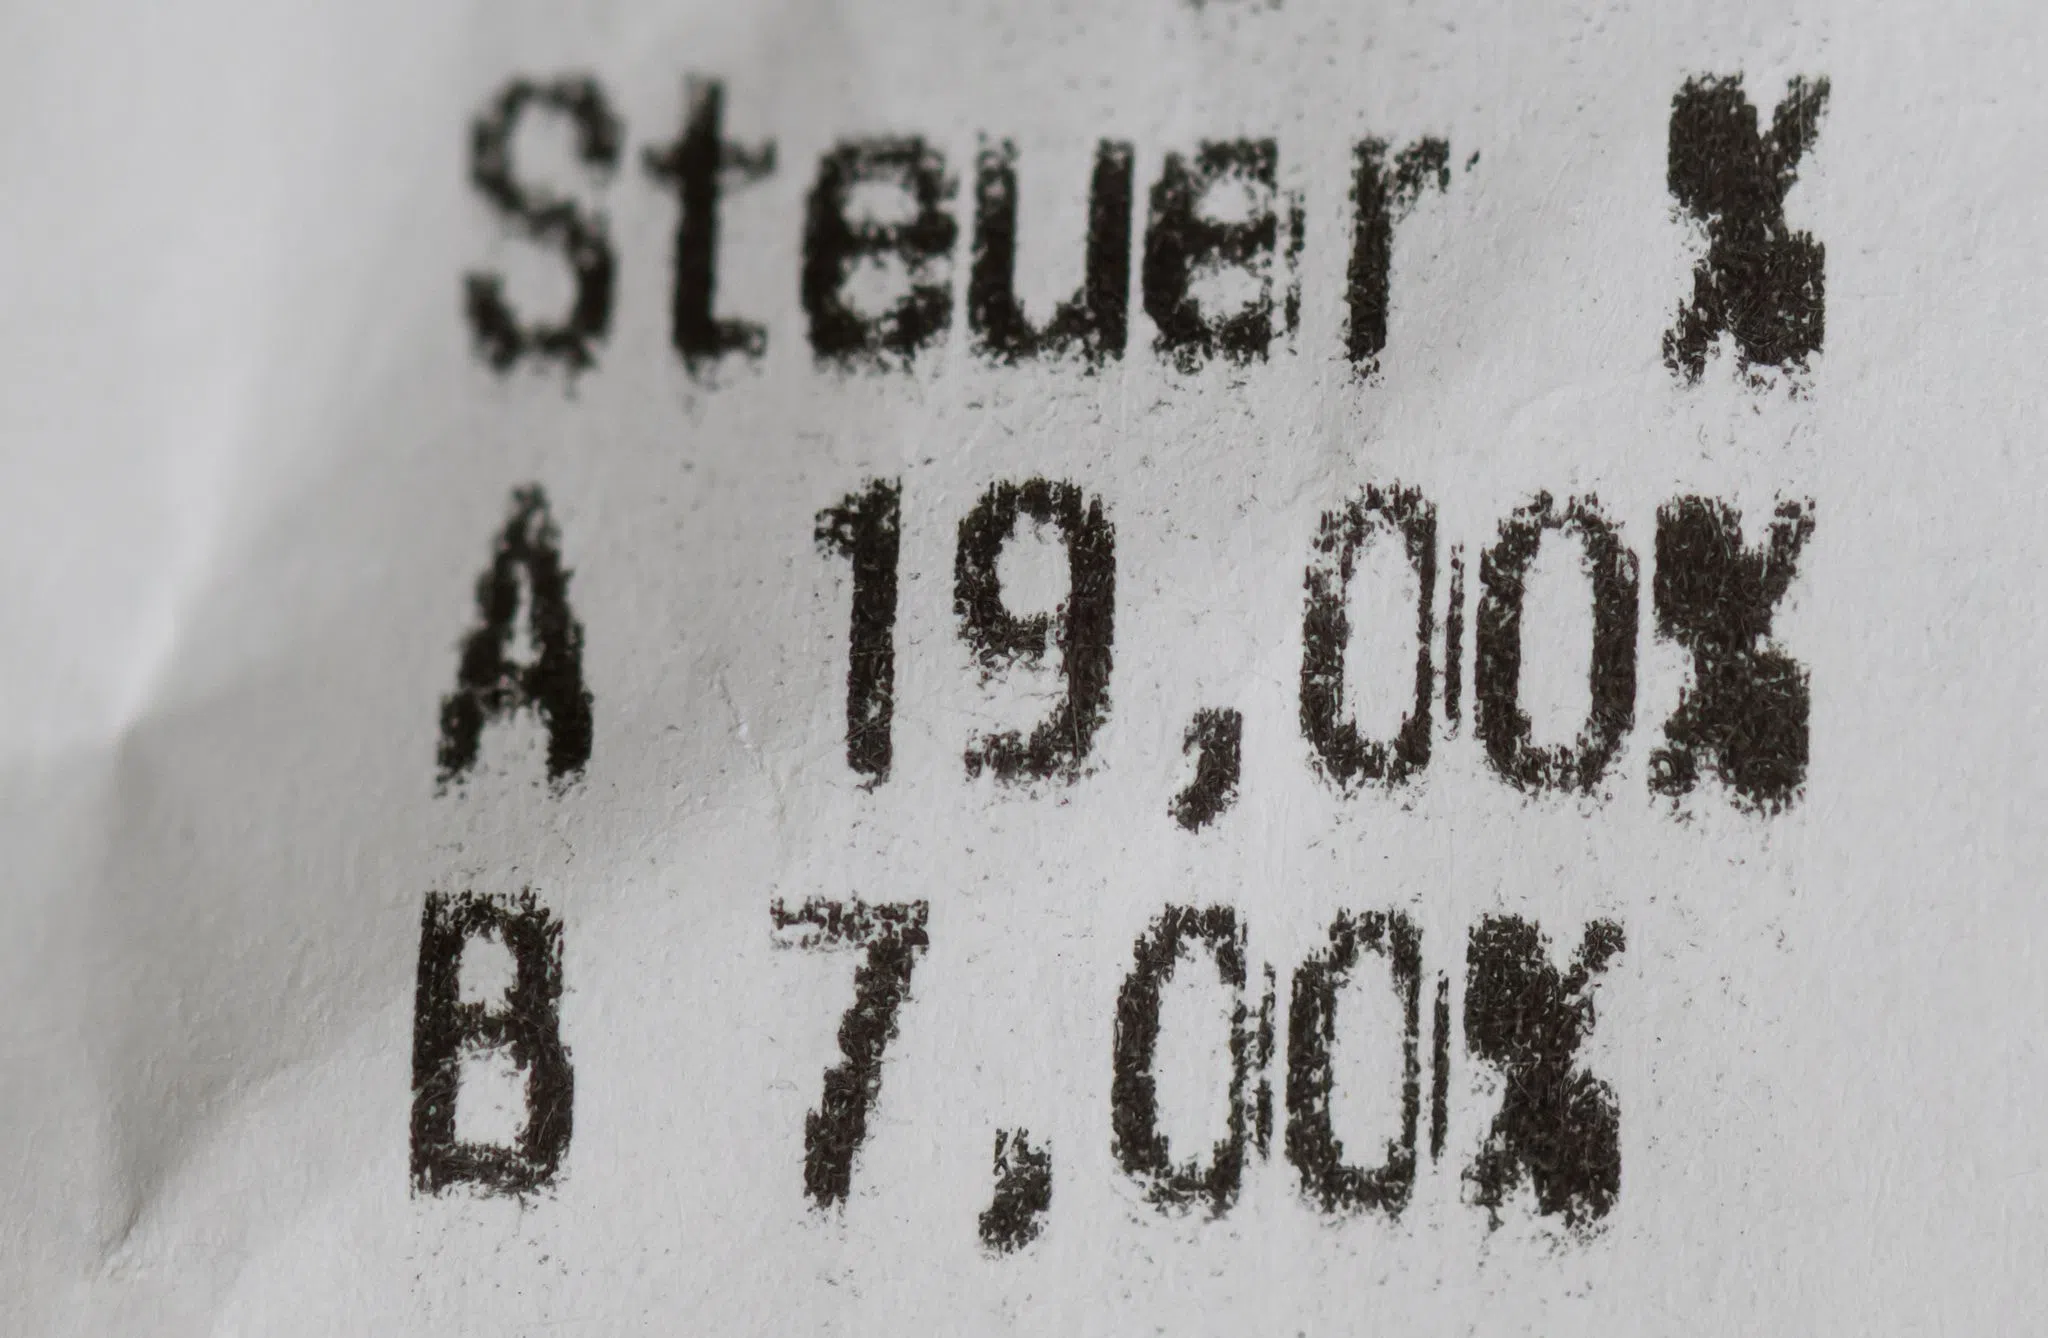 Steuer %
A 19,00%
B 7,00%